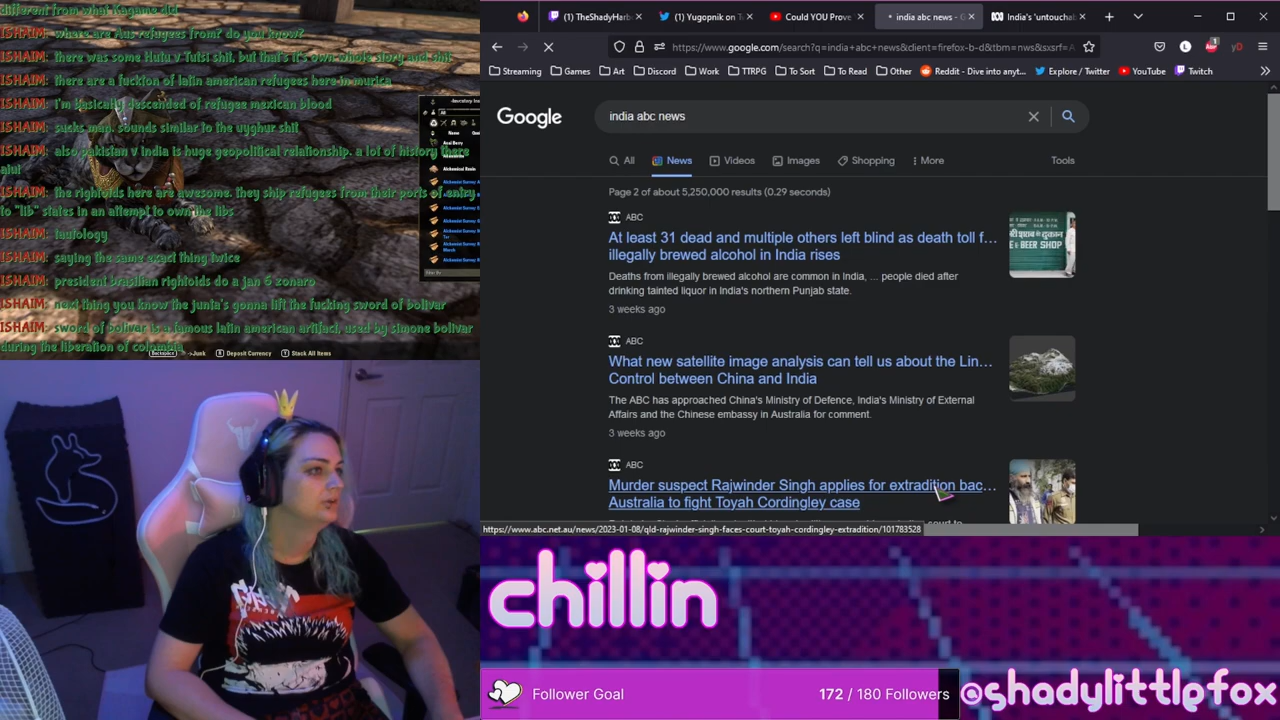 different from what Kagame did
ISHAIM: where are Aus refugees from? do you know?
ISHAIM: there was some Hutu v Tutsi shit, but that's it's own whole story and shit
ISHAIM: there are a fuckton of latin american refugees here in murica
ISHAIM: I'm basically descended of refugee mexican blood
ISHAIM: sucks man. sounds similar to the uyghur shit
ISHAIM: also pakistan v india is huge geopolitical relationship. a lot of history there
alui
ISHAIM: the rightoids here are awesome. they ship refugees from their ports of entry
to "lib" states in an attempt to own the libs
ISHAIM: taufology
ISHAIM: saying the same exact thing twice
ISHAIM: president brasilian rightoids do a jan 6 zonaro
ISHAIM: next thing you know the junta's gonna lift the fucking sword of bolivar
ISHAIM: sword of bolivar is a famous latin american artifact used by simone bolivar
during the liberation of colombia
Name
->Junk
R Deposit Currency
Y Stack All Items
(1) TheShadyHar
(1) Yugopnik on T
Could YOU Prove
india abc news - G
India's 'untouchab
https://www.google.com/search?q=india+abc+news&client=firefox-b-d&tbm=nws&sxsrf=A
Streaming
Games
Art
Discord
Work
TTRPG
To Sort
To Read
Other
Reddit - Dive into anyt...
Explore / Twitter
YouTube
Twitch
Google
india abc news
All
News
Videos
Images
Shopping
More
Tools
Page 2 of about 5,250,000 results (0.29 seconds)
ABC
At least 31 dead and multiple others left blind as death toll f…
illegally brewed alcohol in India rises
Deaths from illegally brewed alcohol are common in India, ... people died after
drinking tainted liquor in India's northern Punjab state.
3 weeks ago
E BEER SHOP
ABC
What new satellite image analysis can tell us about the Lin…
Control between China and India
The ABC has approached China's Ministry of Defence, India's Ministry of External
Affairs and the Chinese embassy in Australia for comment.
3 weeks ago
ABC
Murder suspect Rajwinder Singh applies for extradition bac…
Australia to fight Toyah Cordingley case
https://www.abc.net.au/news/2023-01-08/qld-rajwinder-singh-faces-court-toyah-cordingley-extradition/101783528
chillin
Follower Goal
172 / 180 Followers
@shadylittlefox